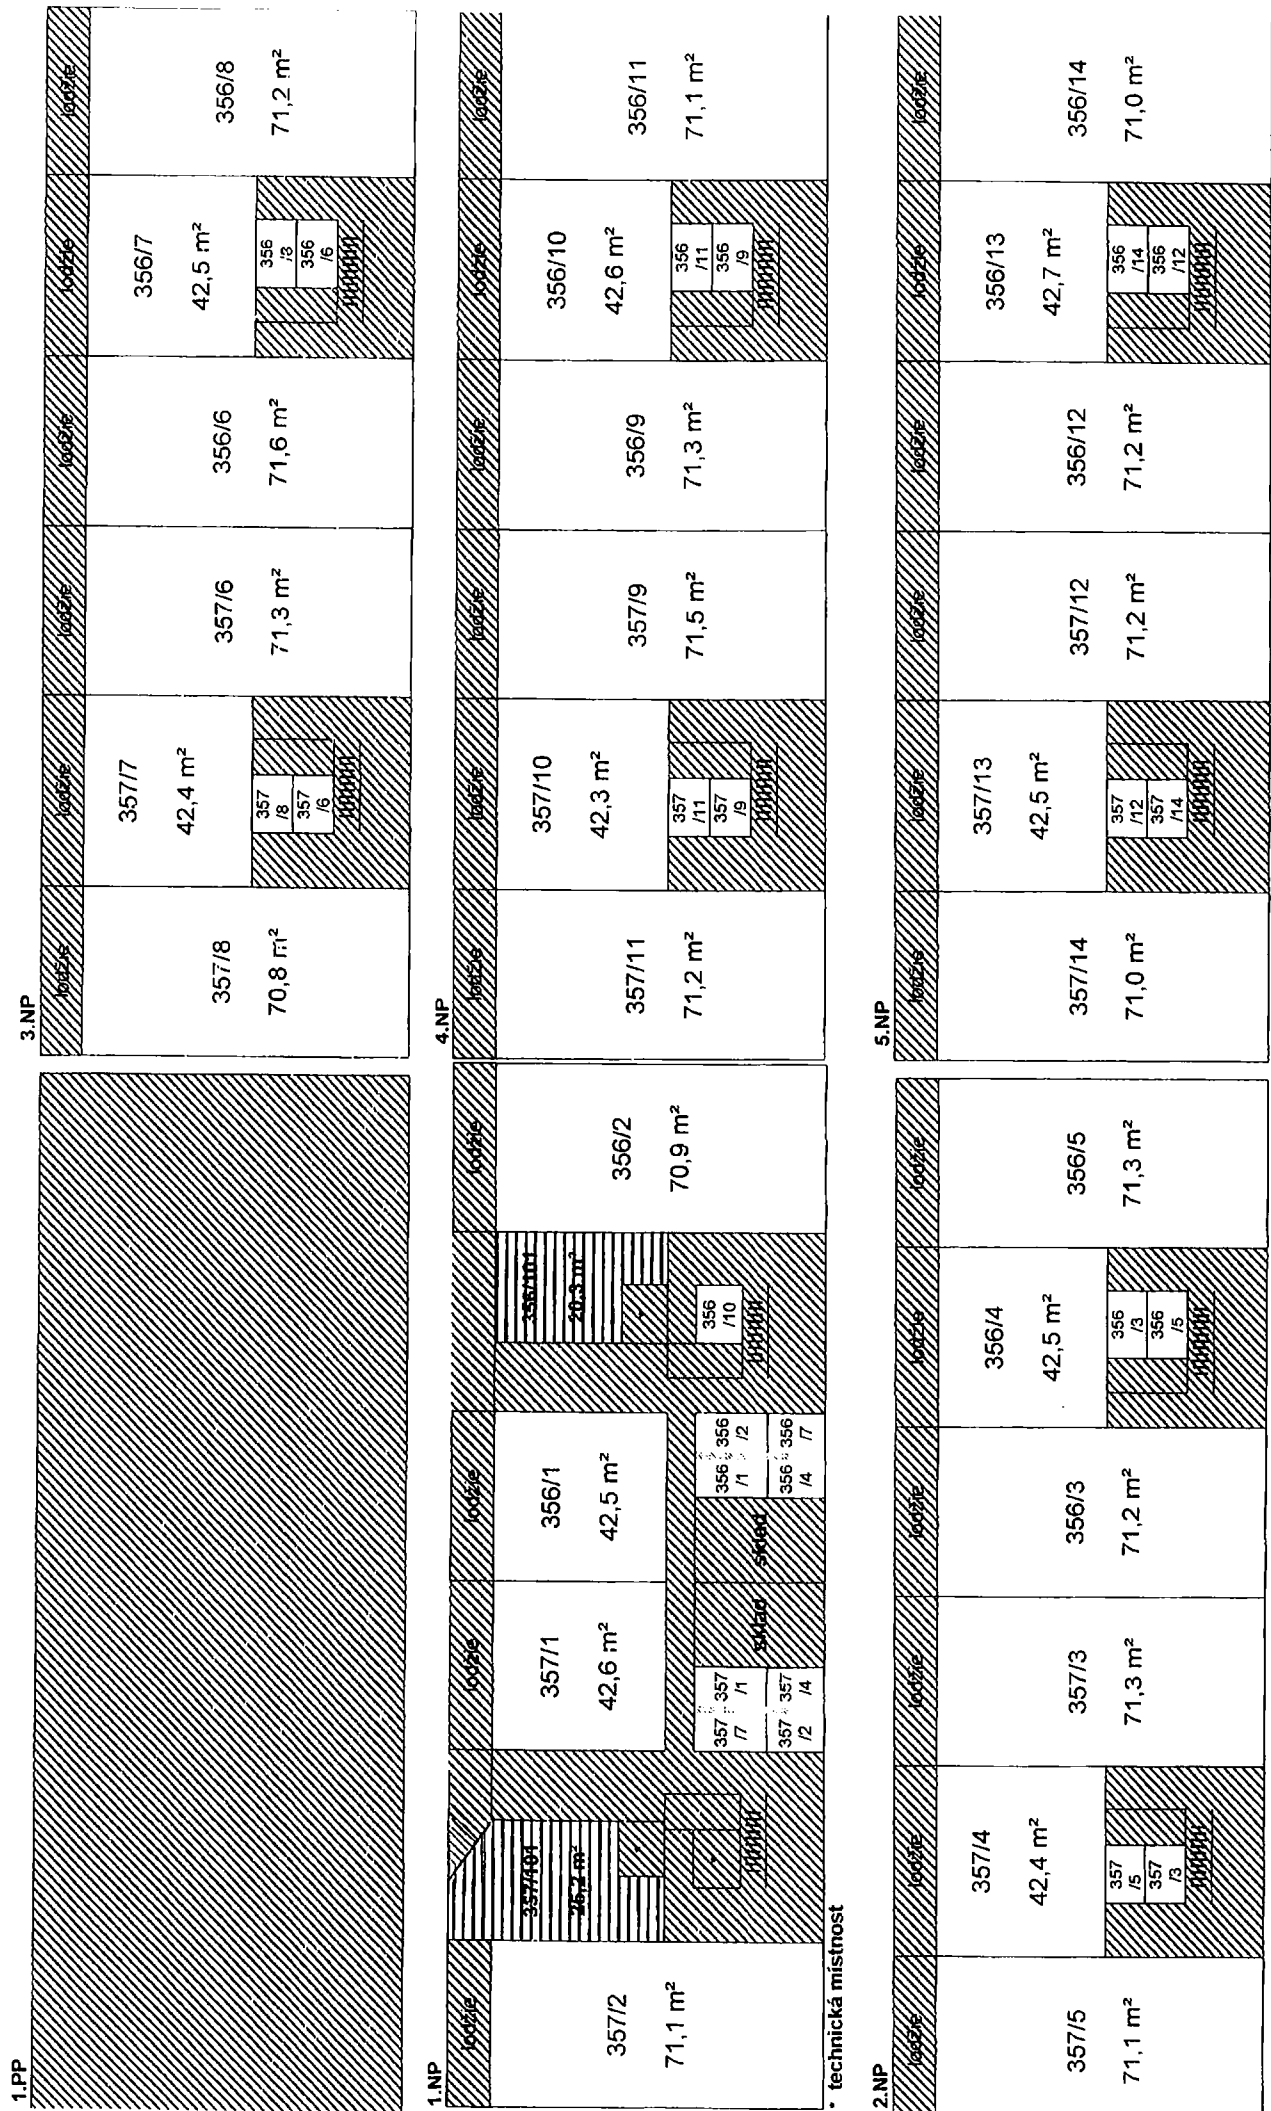 1.PP
1.NP
lodžie
lodžie
lodžie
lodžie
357/2
71,1 m²
357/101
357/1
42,6 m²
356/1
42,5 m²
356/101
20,3 m²
356/2
70,9 m²
357
/7
357
/1
357
/2
357
/4
sklad
sklad
356
/1
356
/2
356
/4
356
/7
356
/10
* technická místnost
2.NP
lodžie
lodžie
lodžie
lodžie
lodžie
lodžie
357/5
71,1 m²
357/4
42,4 m²
357
/5
357
/3
357/3
71,3 m²
356/3
71,2 m²
356/4
42,5 m²
356
/3
356
/5
356/5
71,3 m²
3.NP
lodžie
lodžie
lodžie
lodžie
lodžie
lodžie
357/8
70,8 m²
357/7
42,4 m²
357
/8
357
/6
357/6
71,3 m²
356/6
71,6 m²
356/7
42,5 m²
356
/8
356
/6
356/8
71,2 m²
4.NP
lodžie
lodžie
lodžie
lodžie
lodžie
lodžie
357/11
71,2 m²
357/10
42,3 m²
357
/11
357
/9
357/9
71,5 m²
356/9
71,3 m²
356/10
42,6 m²
356
/11
356
/9
356/11
71,1 m²
5.NP
lodžie
lodžie
lodžie
lodžie
lodžie
lodžie
357/14
71,0 m²
357/13
42,5 m²
357
/12
357
/14
357/12
71,2 m²
356/12
71,2 m²
356/13
42,7 m²
356
/14
356
/12
356/14
71,0 m²